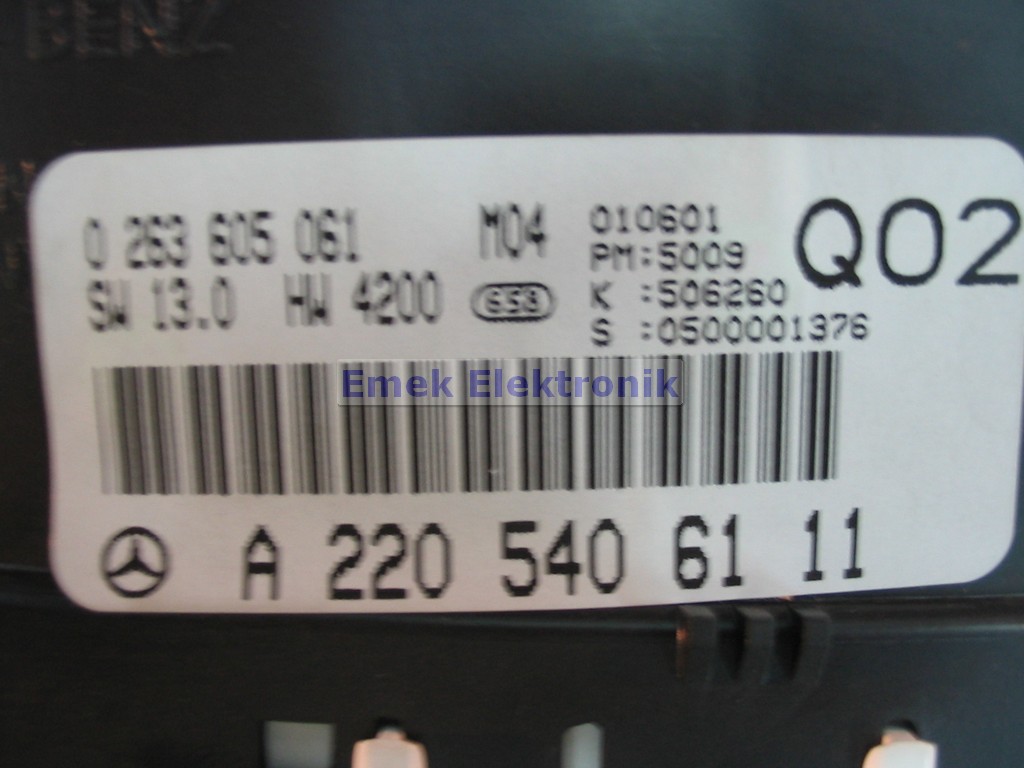 BENZ
0 263 605 061 M04
SW 13.0 HW 4200
010601
PM:5009
K :506260
S :0500001376
Q02
Emek Elektronik
A 220 540 61 11